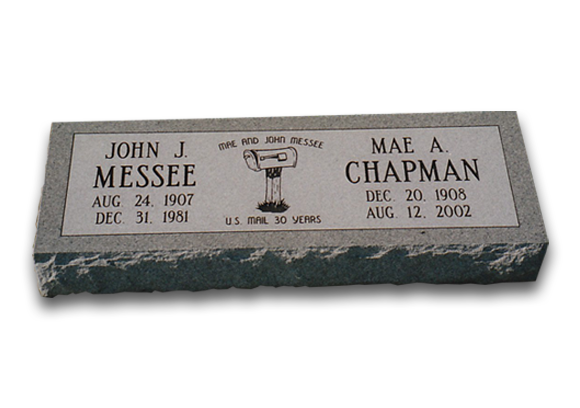 JOHN J.
MESSEE
AUG. 24, 1907
DEC. 31, 1981
MAE AND JOHN MESSEE
U.S. MAIL 30 YEARS
MAE A.
CHAPMAN
DEC. 20, 1908
AUG. 12, 2002